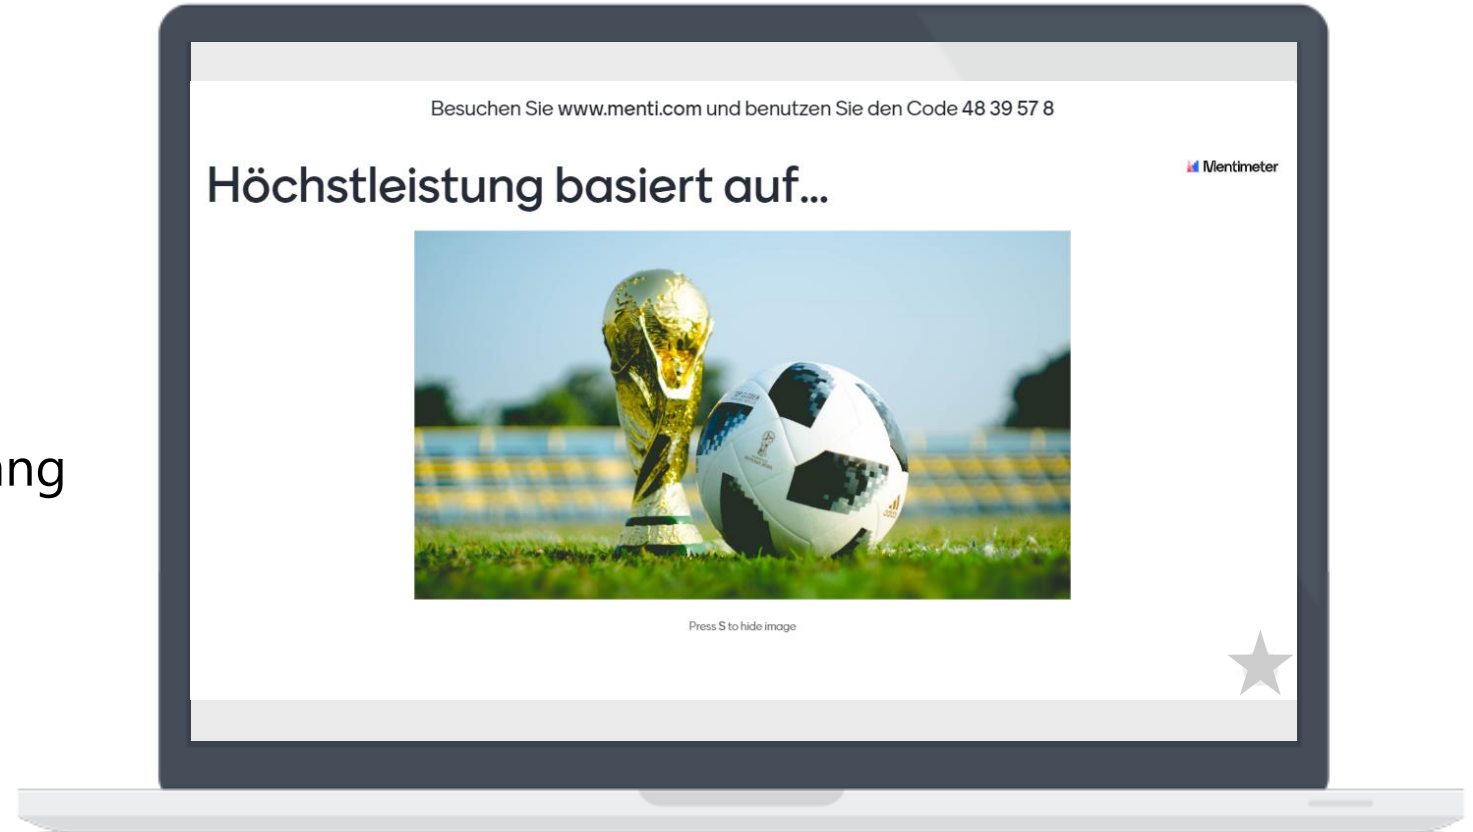 Besuchen Sie www.menti.com und benutzen Sie den Code 48 39 57 8
Mentimeter
Höchstleistung basiert auf...
ng
Press S to hide image